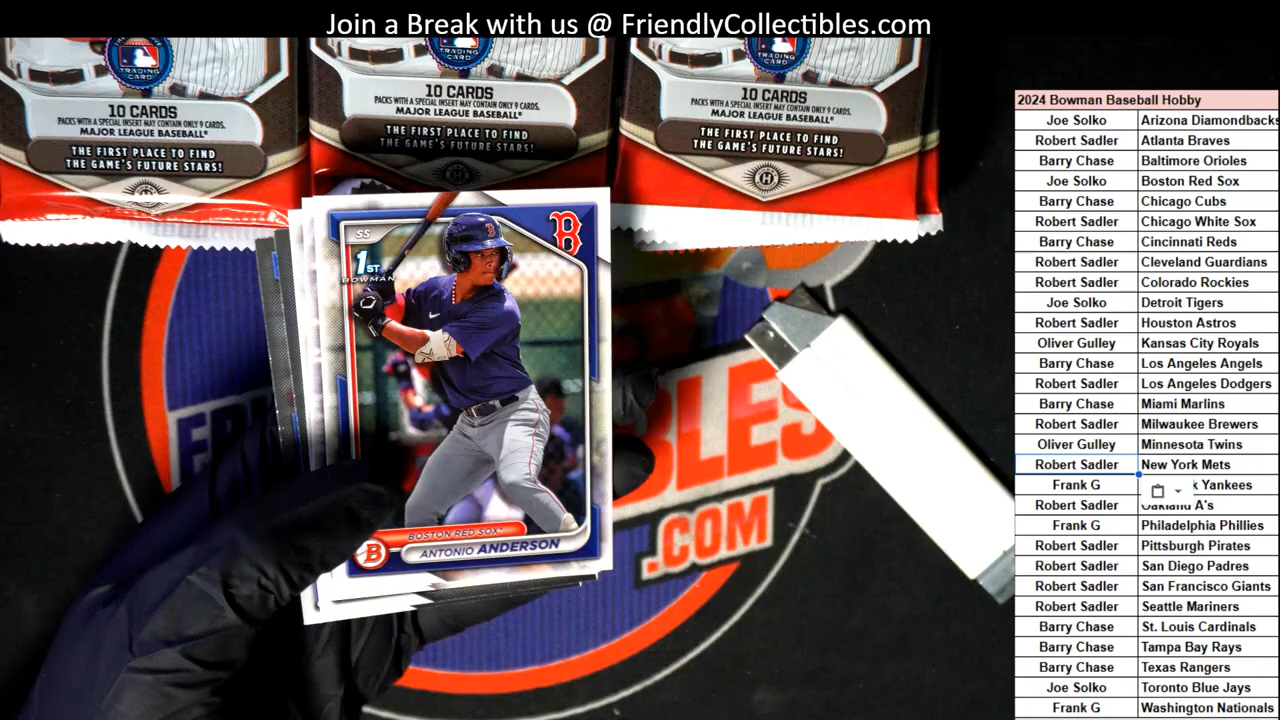 Join a Break with us @ FriendlyCollectibles.com
TRADING CARD
10 CARDS
PACKS WITH A SPECIAL INSERT MAY CONTAIN ONLY 9 CARDS.
MAJOR LEAGUE BASEBALL®
THE FIRST PLACE TO FIND
THE GAME'S FUTURE STARS!
TRADING CARD
10 CARDS
PACKS WITH A SPECIAL INSERT MAY CONTAIN ONLY 9 CARDS.
MAJOR LEAGUE BASEBALL®
THE FIRST PLACE TO FIND
THE GAME'S FUTURE STARS!
TRADING CARD
10 CARDS
PACKS WITH A SPECIAL INSERT MAY CONTAIN ONLY 9 CARDS.
MAJOR LEAGUE BASEBALL®
THE FIRST PLACE TO FIND
THE GAME'S FUTURE STARS!
H
SS
B
1ST
BOWMAN
BOSTON RED SOX
B ANTONIO ANDERSON
BLES
.COM
2024 Bowman Baseball Hobby
Joe Solko Arizona Diamondbacks
Robert Sadler Atlanta Braves
Barry Chase Baltimore Orioles
Joe Solko Boston Red Sox
Barry Chase Chicago Cubs
Robert Sadler Chicago White Sox
Barry Chase Cincinnati Reds
Robert Sadler Cleveland Guardians
Robert Sadler Colorado Rockies
Joe Solko Detroit Tigers
Robert Sadler Houston Astros
Oliver Gulley Kansas City Royals
Barry Chase Los Angeles Angels
Robert Sadler Los Angeles Dodgers
Barry Chase Miami Marlins
Robert Sadler Milwaukee Brewers
Oliver Gulley Minnesota Twins
Robert Sadler New York Mets
Frank G k Yankees
Robert Sadler Oakland A's
Frank G Philadelphia Phillies
Robert Sadler Pittsburgh Pirates
Robert Sadler San Diego Padres
Robert Sadler San Francisco Giants
Robert Sadler Seattle Mariners
Barry Chase St. Louis Cardinals
Barry Chase Tampa Bay Rays
Barry Chase Texas Rangers
Joe Solko Toronto Blue Jays
Frank G Washington Nationals